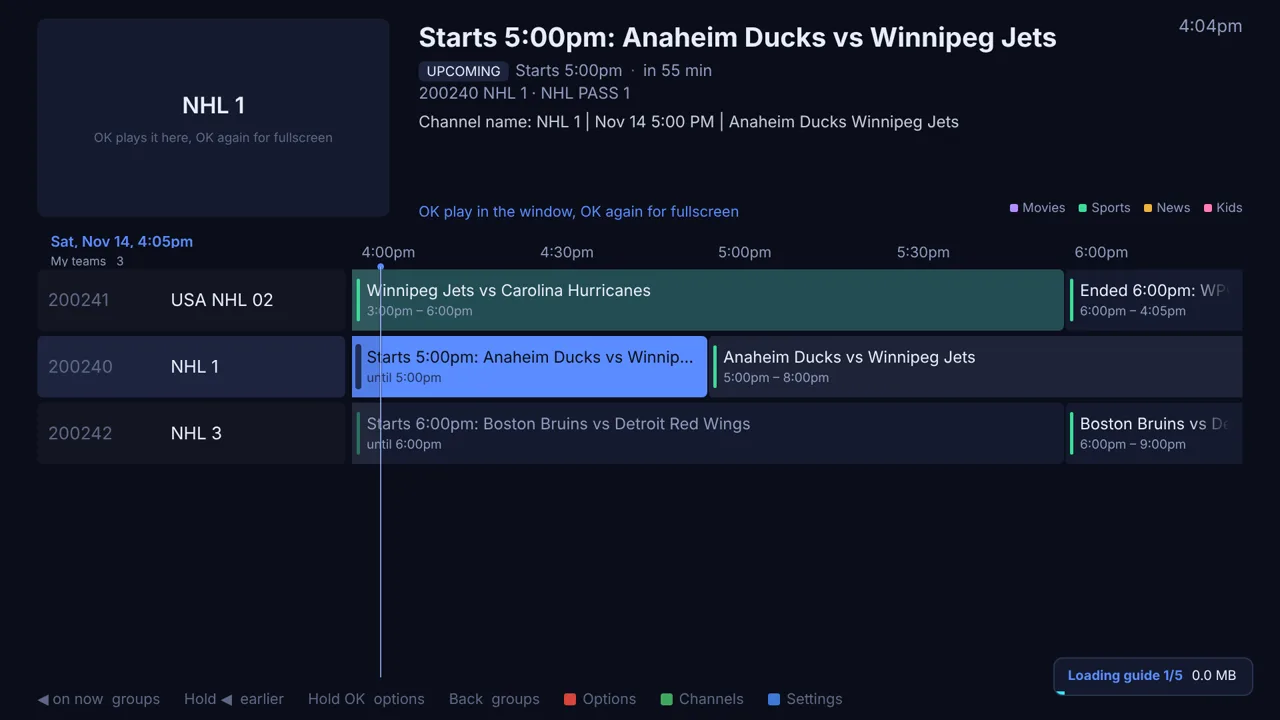 4:04pm
Starts 5:00pm: Anaheim Ducks vs Winnipeg Jets
UPCOMING Starts 5:00pm · in 55 min
200240 NHL 1 · NHL PASS 1
Channel name: NHL 1 | Nov 14 5:00 PM | Anaheim Ducks Winnipeg Jets
NHL 1
OK plays it here, OK again for fullscreen
OK play in the window, OK again for fullscreen
Movies Sports News Kids
Sat, Nov 14, 4:05pm
My teams 3
4:00pm 4:30pm 5:00pm 5:30pm 6:00pm
200241 USA NHL 02
Winnipeg Jets vs Carolina Hurricanes
3:00pm – 6:00pm
Ended 6:00pm:
6:00pm – 4:05pm
200240 NHL 1
Starts 5:00pm: Anaheim Ducks vs Winnip...
until 5:00pm
Anaheim Ducks vs Winnipeg Jets
5:00pm – 8:00pm
200242 NHL 3
Starts 6:00pm: Boston Bruins vs Detroit Red Wings
until 6:00pm
Boston Bruins vs De
6:00pm – 9:00pm
Loading guide 1/5 0.0 MB
◀ on now groups Hold ◀ earlier Hold OK options Back groups Options Channels Settings